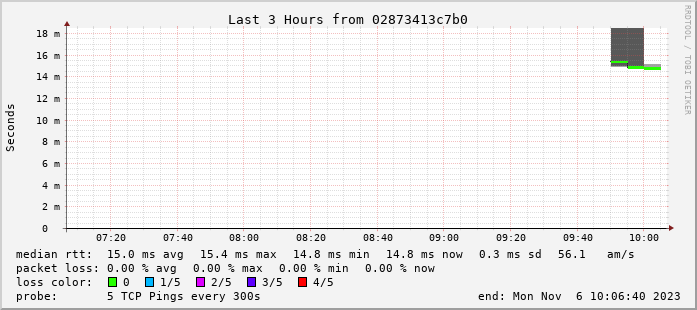 Last 3 Hours from 02873413c7b0
RRDTOOL / TOBI OETIKER
Seconds
18 m
16 m
14 m
12 m
10 m
8 m
6 m
4 m
2 m
0
07:20 07:40 08:00 08:20 08:40 09:00 09:20 09:40 10:00
median rtt: 15.0 ms avg 15.4 ms max 14.8 ms min 14.8 ms now 0.3 ms sd 56.1 am/s
packet loss: 0.00 % avg 0.00 % max 0.00 % min 0.00 % now
loss color: 0 1/5 2/5 3/5 4/5
probe: 5 TCP Pings every 300s end: Mon Nov 6 10:06:40 2023